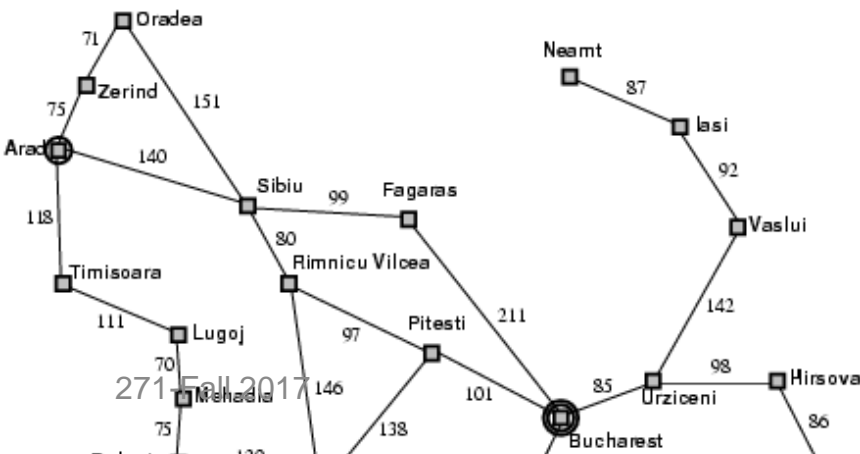 Oradea
71
Neamt
Zerind
87
75
151
Iasi
Arad
140
92
Sibiu
Fagaras
99
118
Vaslui
80
Timisoara
Rimnicu Vilcea
142
111
Pitesti
211
Lugoj
97
98
70
Hirsova
271-Fall 2017
146
101
85
Urziceni
Mehadia
86
75
138
Bucharest